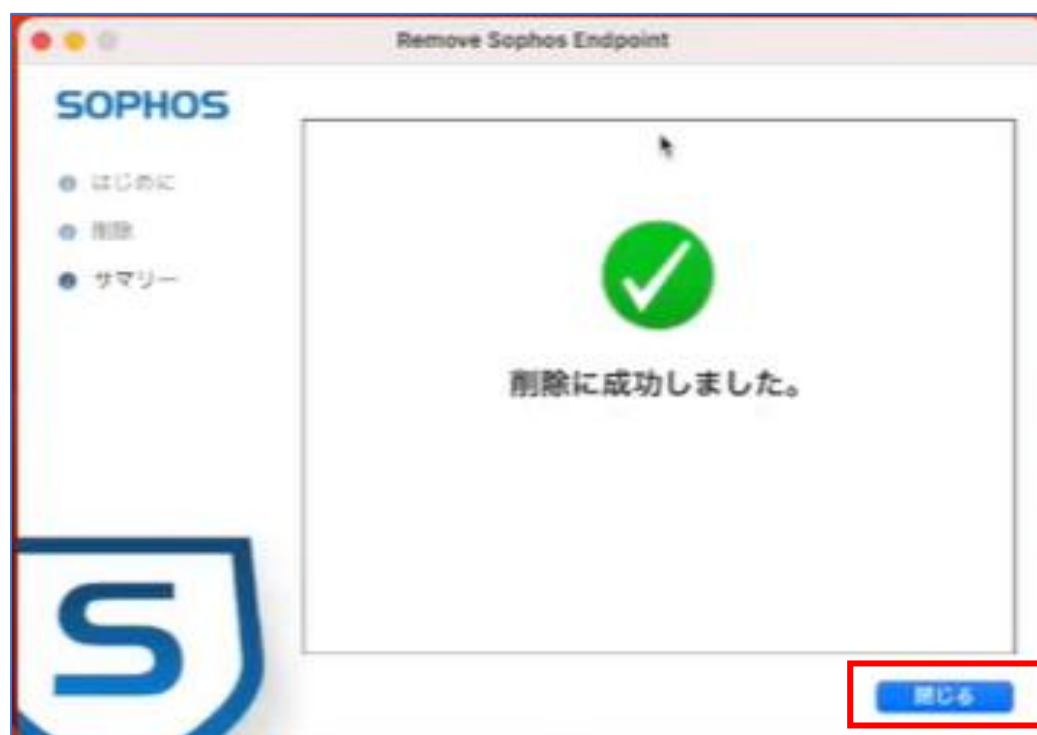 Remove Sophos Endpoint
SOPHOS
はじめに
削除
サマリー
削除に成功しました。
S
閉じる